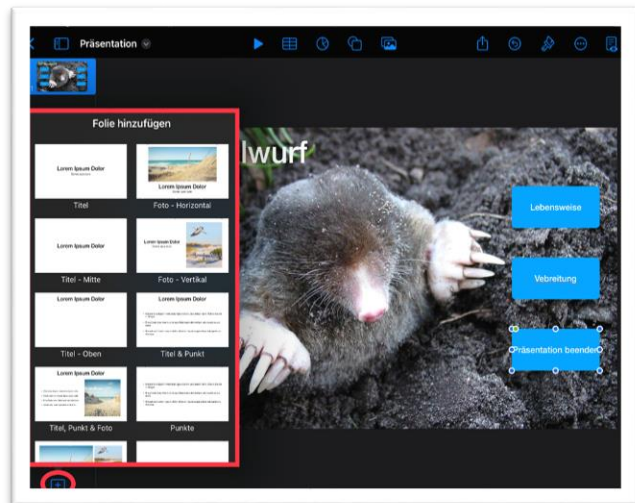 Präsentation
Folie hinzufügen
Lorem Ipsum Dolor
Titel
Lorem Ipsum Dolor
Foto - Horizontal
Lorem Ipsum Dolor
Titel - Mitte
Lorem Ipsum Dolor
Foto - Vertikal
Lorem Ipsum Dolor
Titel - Oben
Lorem Ipsum Dolor
Titel & Punkt
Lorem Ipsum Dolor
Titel, Punkt & Foto
Punkte
lwurf
Lebensweise
Vebreitung
Präsentation beenden